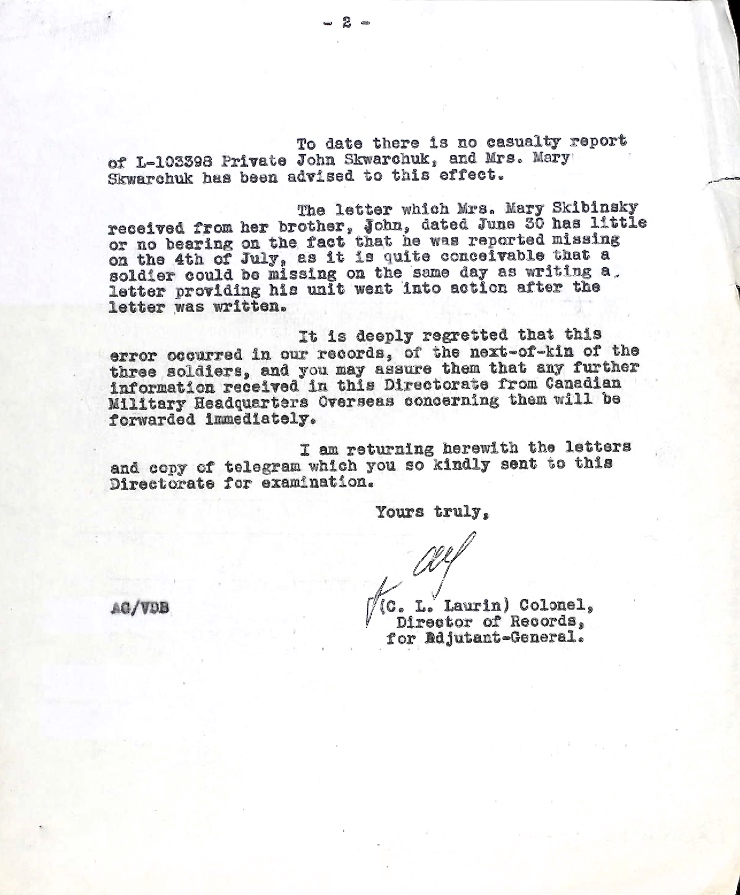 - 2 -
To date there is no casualty report
of L-103398 Private John Skwarchuk, and Mrs. Mary
Skwarchuk has been advised to this effect.
The letter which Mrs. Mary Skibinsky
received from her brother, John, dated June 30 has little
or no bearing on the fact that he was reported missing
on the 4th of July, as it is quite conceivable that a
soldier could be missing on the same day as writing a
letter providing his unit went into action after the
letter was written.
It is deeply regretted that this
error occurred in our records, of the next-of-kin of the
three soldiers, and you may assure them that any further
information received in this Directorate from Canadian
Military Headquarters Overseas concerning them will be
forwarded immediately.
I am returning herewith the letters
and copy of telegram which you so kindly sent to this
Directorate for examination.
Yours truly,
AG/VDB
(C. L. Laurin) Colonel,
Director of Records,
for Adjutant-General.